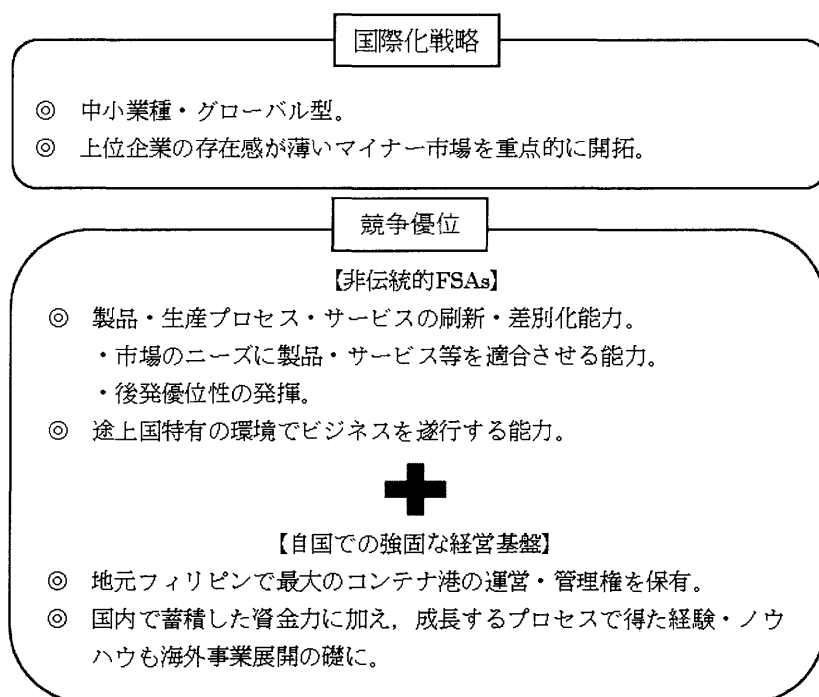 国際化戦略
◎ 中小業種・グローバル型。
◎ 上位企業の存在感が薄いマイナー市場を重点的に開拓。
競争優位
【非伝統的FSAs】
◎ 製品・生産プロセス・サービスの刷新・差別化能力。
・市場のニーズに製品・サービス等を適合させる能力。
・後発優位性の発揮。
◎ 途上国特有の環境でビジネスを遂行する能力。
【自国での強固な経営基盤】
◎ 地元フィリピンで最大のコンテナ港の運営・管理権を保有。
◎ 国内で蓄積した資金力に加え，成長するプロセスで得た経験・ノウ
ハウも海外事業展開の礎に。